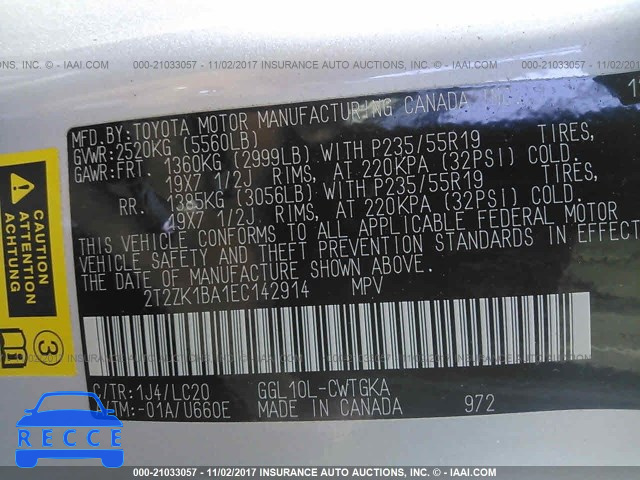 000-21033057 - 11/02/2017 INSURANCE AUTO AUCTIONS, INC. © - IAAI.COM
MFD.BY: TOYOTA MOTOR MANUFACTURING CANADA INC.
GVWR: 2520KG (5560LB)
GAWR: FRT. 1360KG (2999LB) WITH P235/55R19 TIRES,
19X7 1/2J RIMS, AT 220KPA (32PSI) COLD.
RR. 1385KG (3056LB) WITH P235/55R19 TIRES,
19X7 1/2J RIMS, AT 220KPA (32PSI) COLD.
THIS VEHICLE CONFORMS TO ALL APPLICABLE FEDERAL MOTOR
VEHICLE SAFETY AND THEFT PREVENTION STANDARDS IN EFFECT
THE DATE OF MANUFACTURE SHOWN ABOVE.
2T2ZK1BA1EC142914 MPV
C/TR: 1J4/LC20 GGL10L-CWTGKA
/TM:-01A/U660E MADE IN CANADA 972
ATTENTION
CAUTION
ACHTUNG
3
000-21033057 - 11/02/2017 INSURANCE AUTO AUCTIONS, INC. © - IAAI.COM